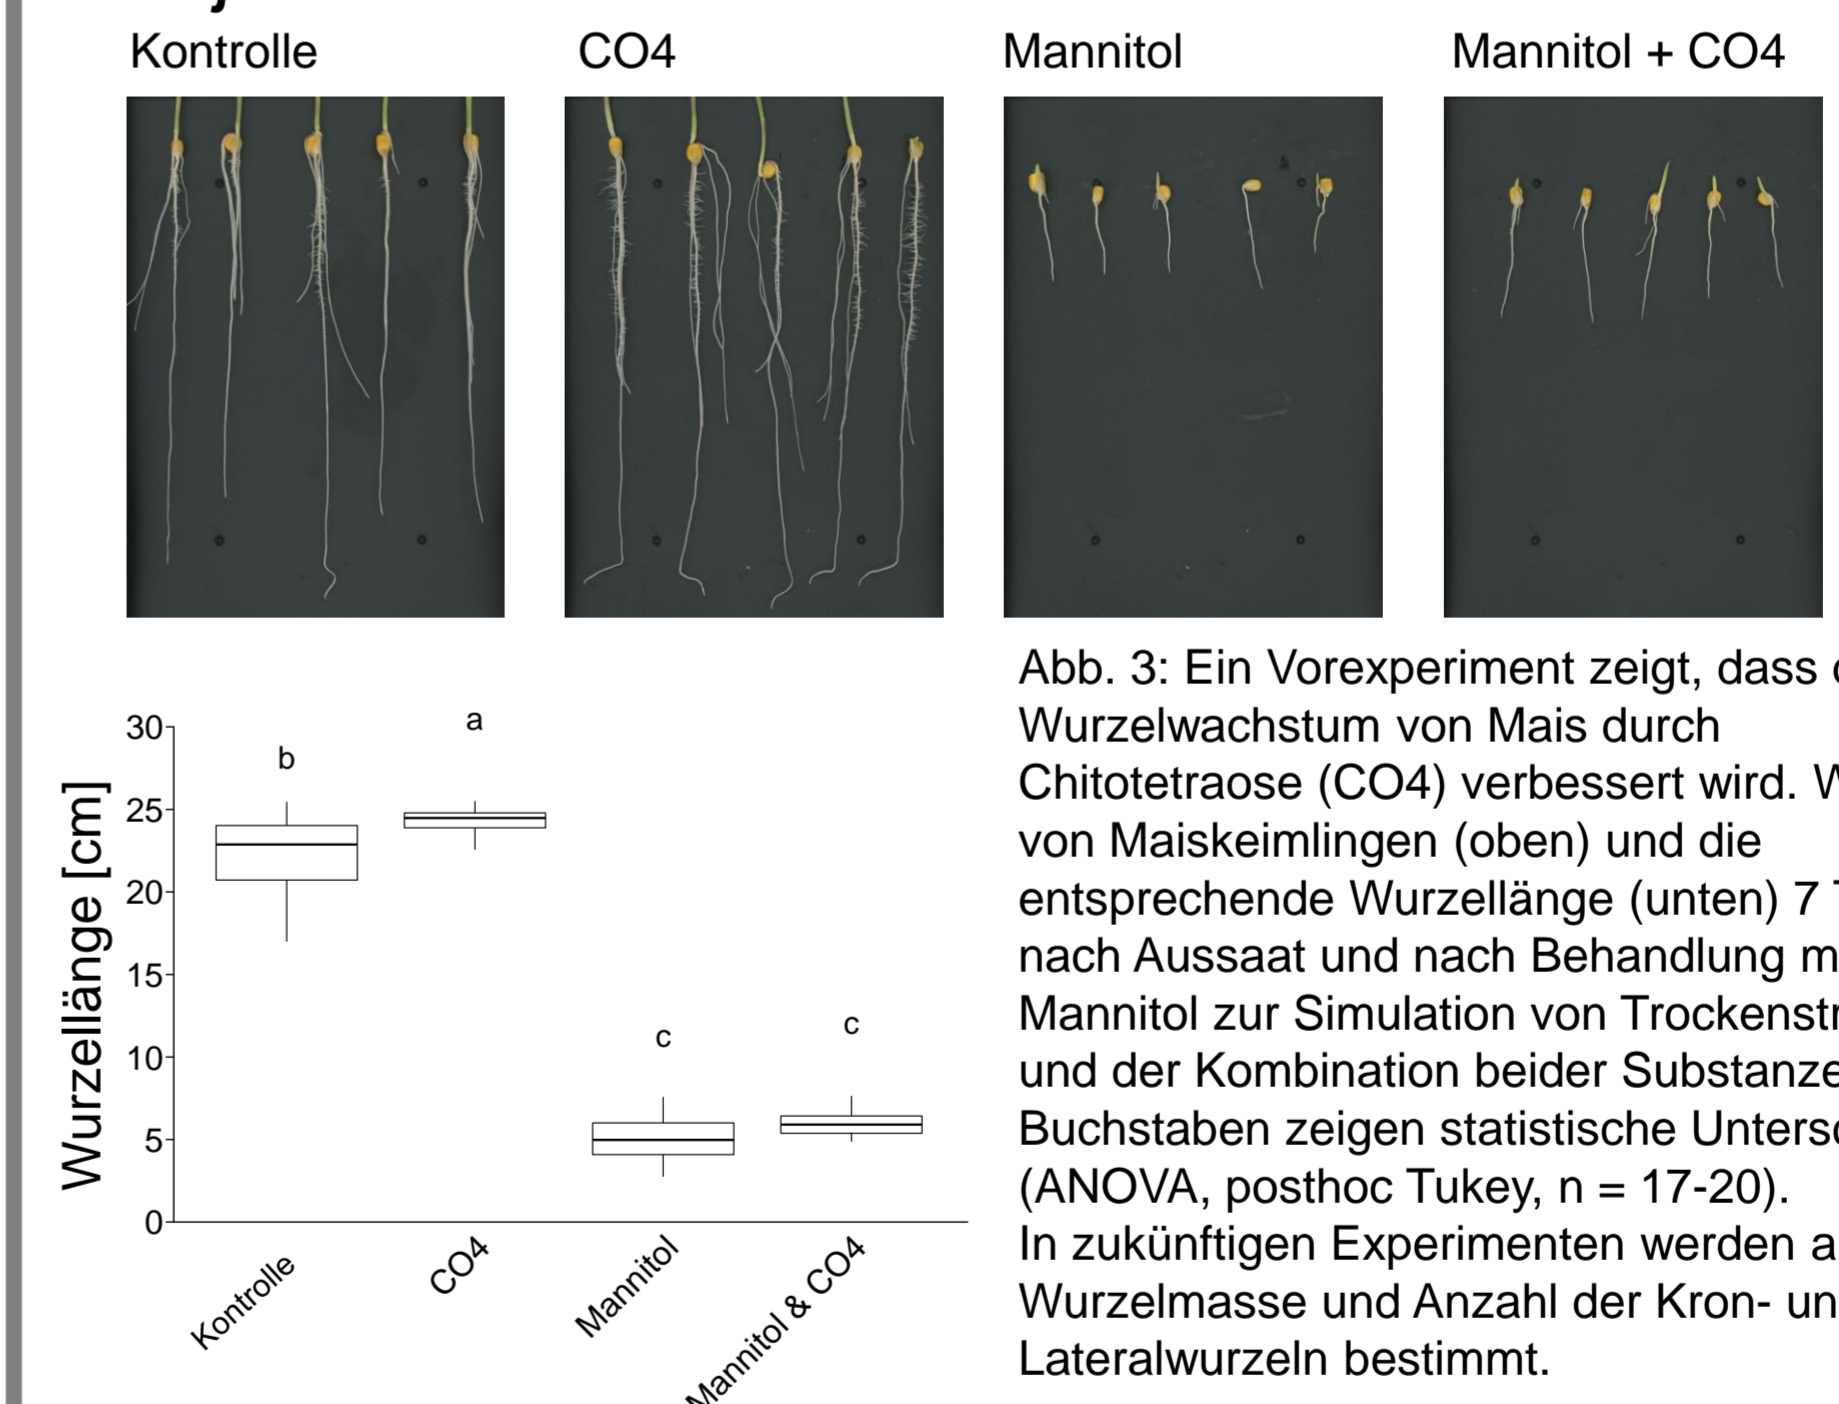 Kontrolle
CO4
Mannitol
Mannitol + CO4
30
25
20
15
10
5
0
Wurzellänge [cm]
b
a
c
c
Kontrolle
CO4
Mannitol
Mannitol & CO4
Abb. 3: Ein Vorexperiment zeigt, dass
Wurzelwachstum von Mais durch
Chitotetraose (CO4) verbessert wird.
von Maiskeimlingen (oben) und die
entsprechende Wurzellänge (unten) 7
nach Aussaat und nach Behandlung
Mannitol zur Simulation von
und der Kombination beider
Buchstaben zeigen statistische
(ANOVA, posthoc Tukey, n = 17-20).
In zukünftigen Experimenten werden
Wurzelmasse und Anzahl der Kron-
Lateralwurzeln bestimmt.